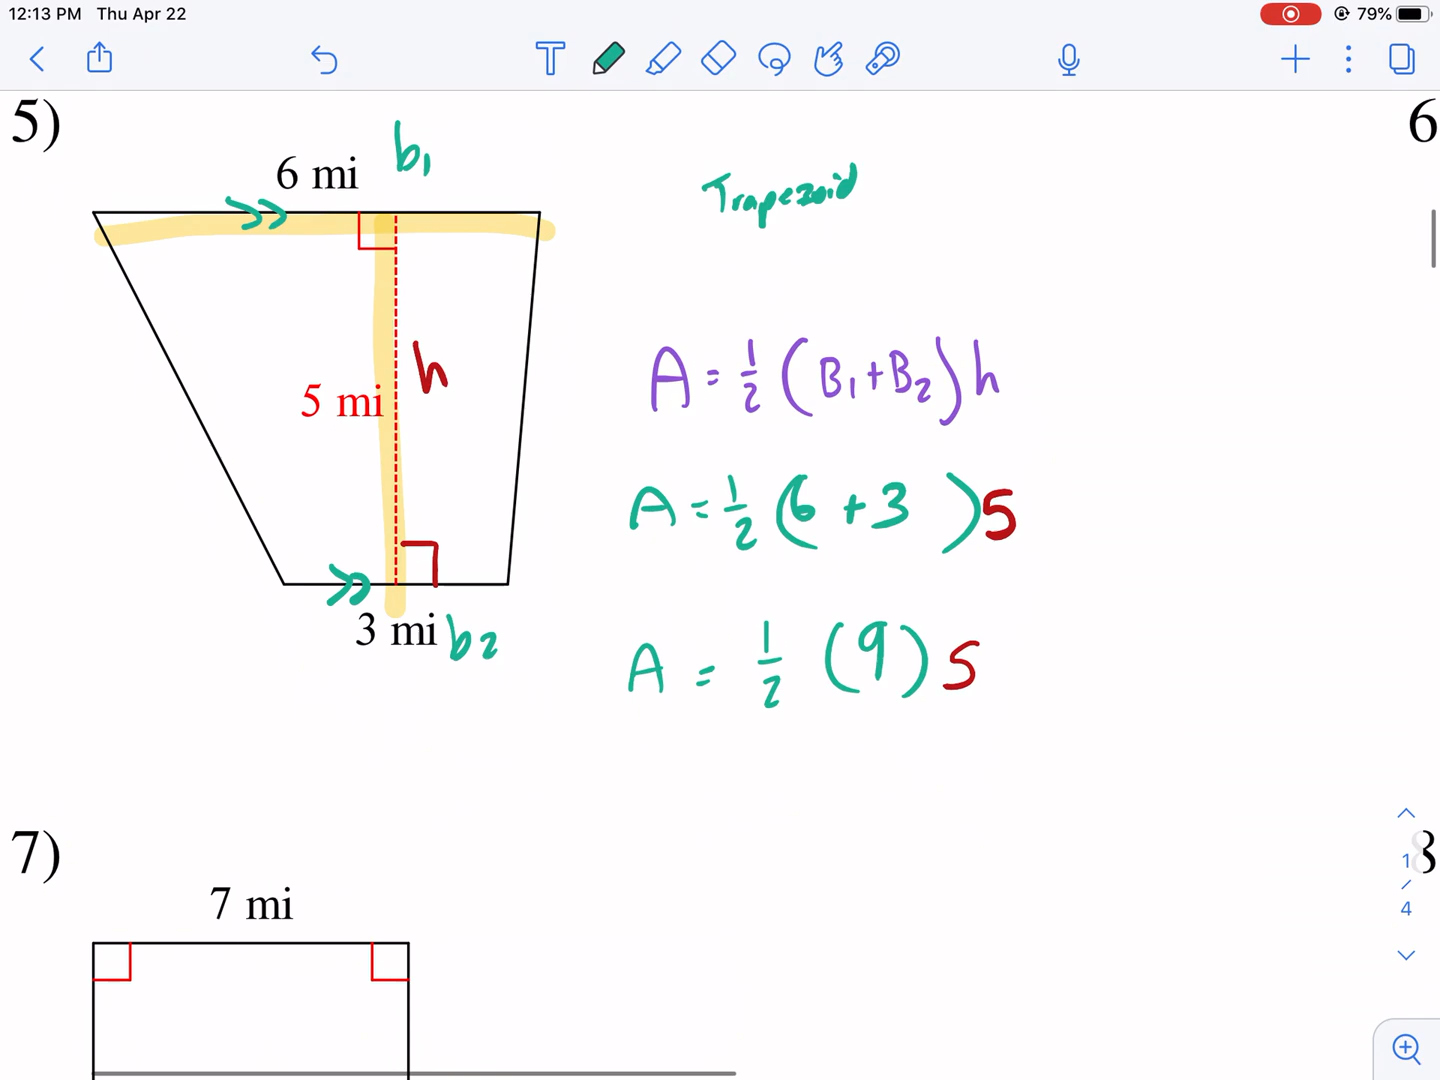 12:13 PM Thu Apr 22
79%
T
5)
6
6 mi
b₁
Trapezoid
h
5 mi
A = ½ (B₁+B₂) h
A = ½ (6 + 3 ) 5
3 mi
b₂
A = ½ (9) 5
7)
8
1
/
4
7 mi